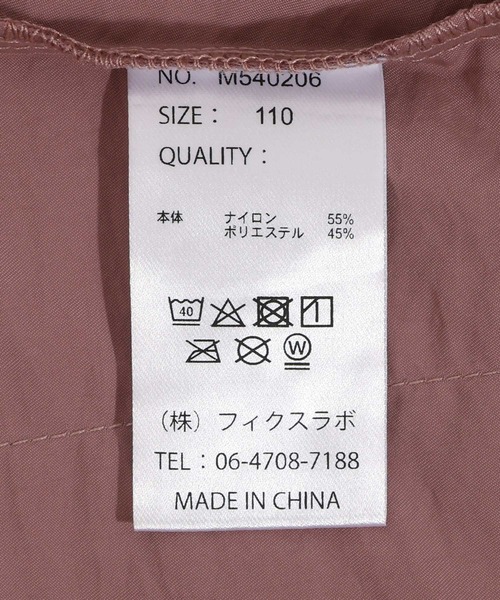 NO. M540206
SIZE : 110
QUALITY :
本体 ナイロン 55%
ポリエステル 45%
40
W
（株）フィクスラボ
TEL : 06-4708-7188
MADE IN CHINA